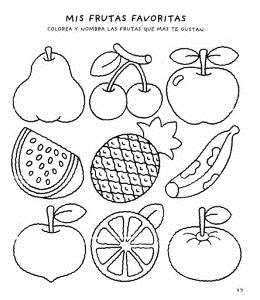 MIS FRUTAS FAVORITAS
COLOREA Y NOMBRA LAS FRUTAS QUE MÁS TE GUSTAN.